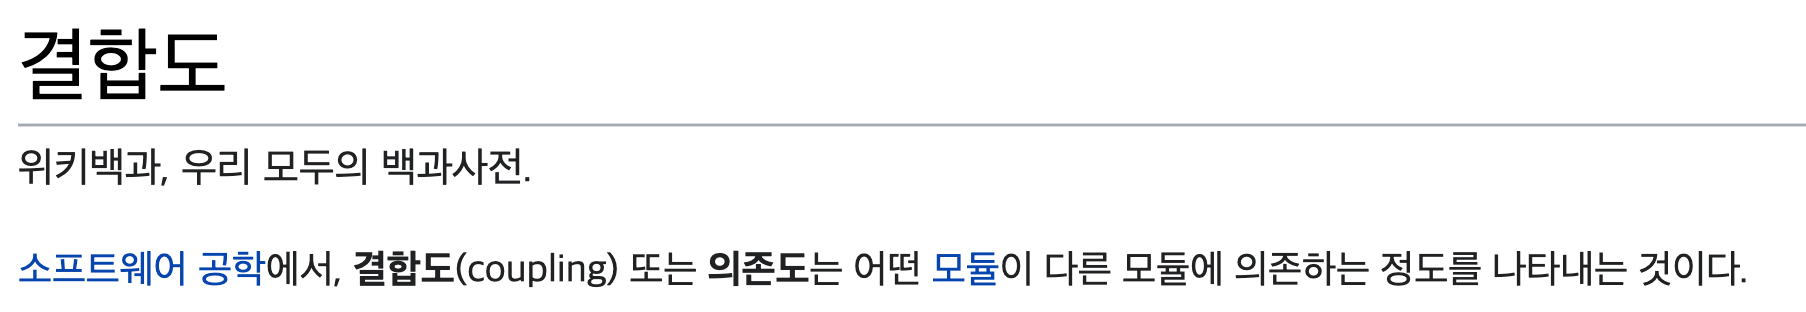 결합도
위키백과, 우리 모두의 백과사전.
소프트웨어 공학에서, 결합도(coupling) 또는 의존도는 어떤 모듈이 다른 모듈에 의존하는 정도를 나타내는 것이다.